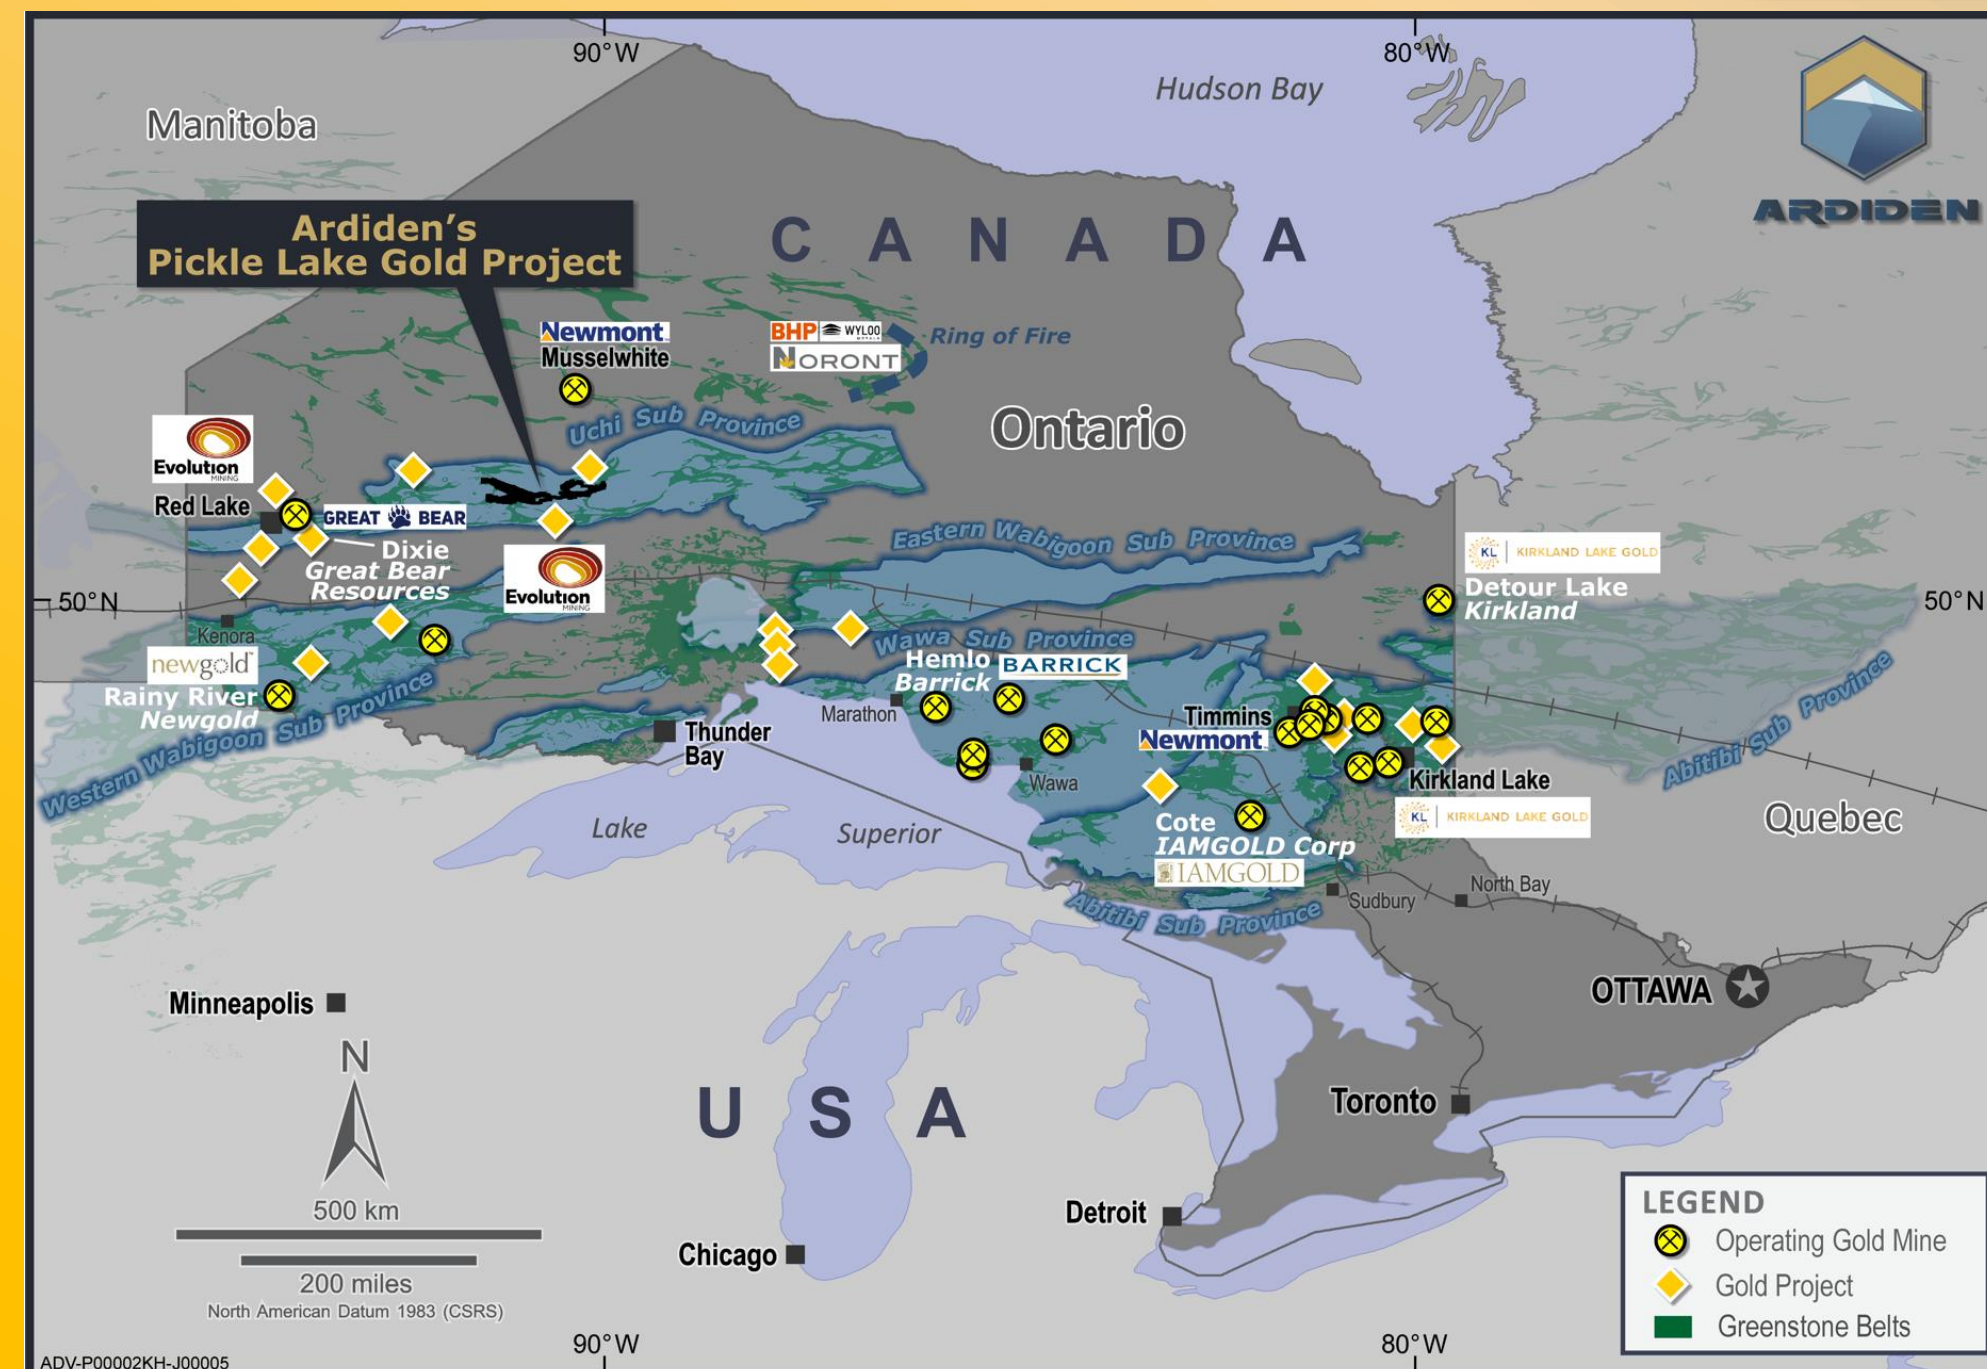 90°W
80°W
Hudson Bay
Manitoba
ARDIDEN
Ardiden's
Pickle Lake Gold Project
C A N A D A
Newmont
Musselwhite
BHP
WYLOO
NORONT
Ring of Fire
Ontario
Uchi Sub Province
Evolution
MINING
Red Lake
GREAT BEAR
Dixie
Great Bear
Resources
Evolution
MINING
Eastern Wabigoon Sub Province
KL | KIRKLAND LAKE GOLD
Detour Lake
Kirkland
50°N
50°N
Kenora
newgold
Rainy River
Newgold
Western Wabigoon Sub Province
Wawa Sub Province
Hemlo
Barrick
BARRICK
Marathon
Thunder
Bay
Timmins
Newmont
Wawa
Kirkland Lake
KL | KIRKLAND LAKE GOLD
Abitibi Sub Province
Quebec
Lake Superior
Cote
IAMGOLD Corp
IAMGOLD
Abitibi Sub Province
Sudbury
North Bay
OTTAWA
Minneapolis
N
500 km
200 miles
North American Datum 1983 (CSRS)
U S A
Toronto
Detroit
Chicago
LEGEND
Operating Gold Mine
Gold Project
Greenstone Belts
90°W
80°W
ADV-P00002KH-J00005